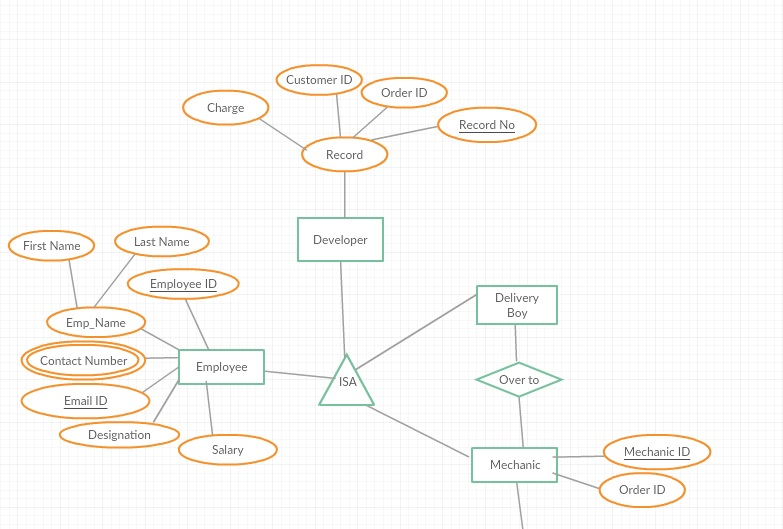 Customer ID
Order ID
Charge
Record No
Record
First Name
Last Name
Developer
Employee ID
Delivery
Boy
Emp_Name
Contact Number
Employee
ISA
Over to
Email ID
Designation
Salary
Mechanic
Mechanic ID
Order ID